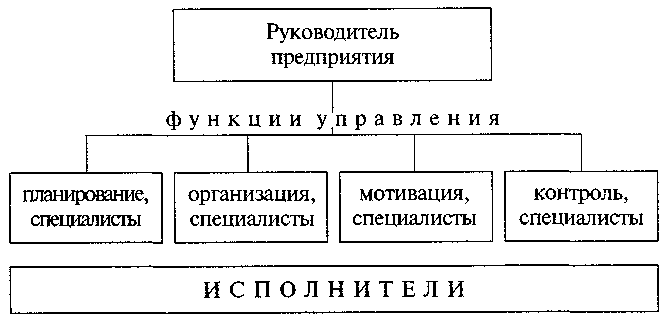 Руководитель
предприятия
функции управления
планирование,
специалисты
организация,
специалисты
мотивация,
специалисты
контроль,
специалисты
ИСПОЛНИТЕЛИ